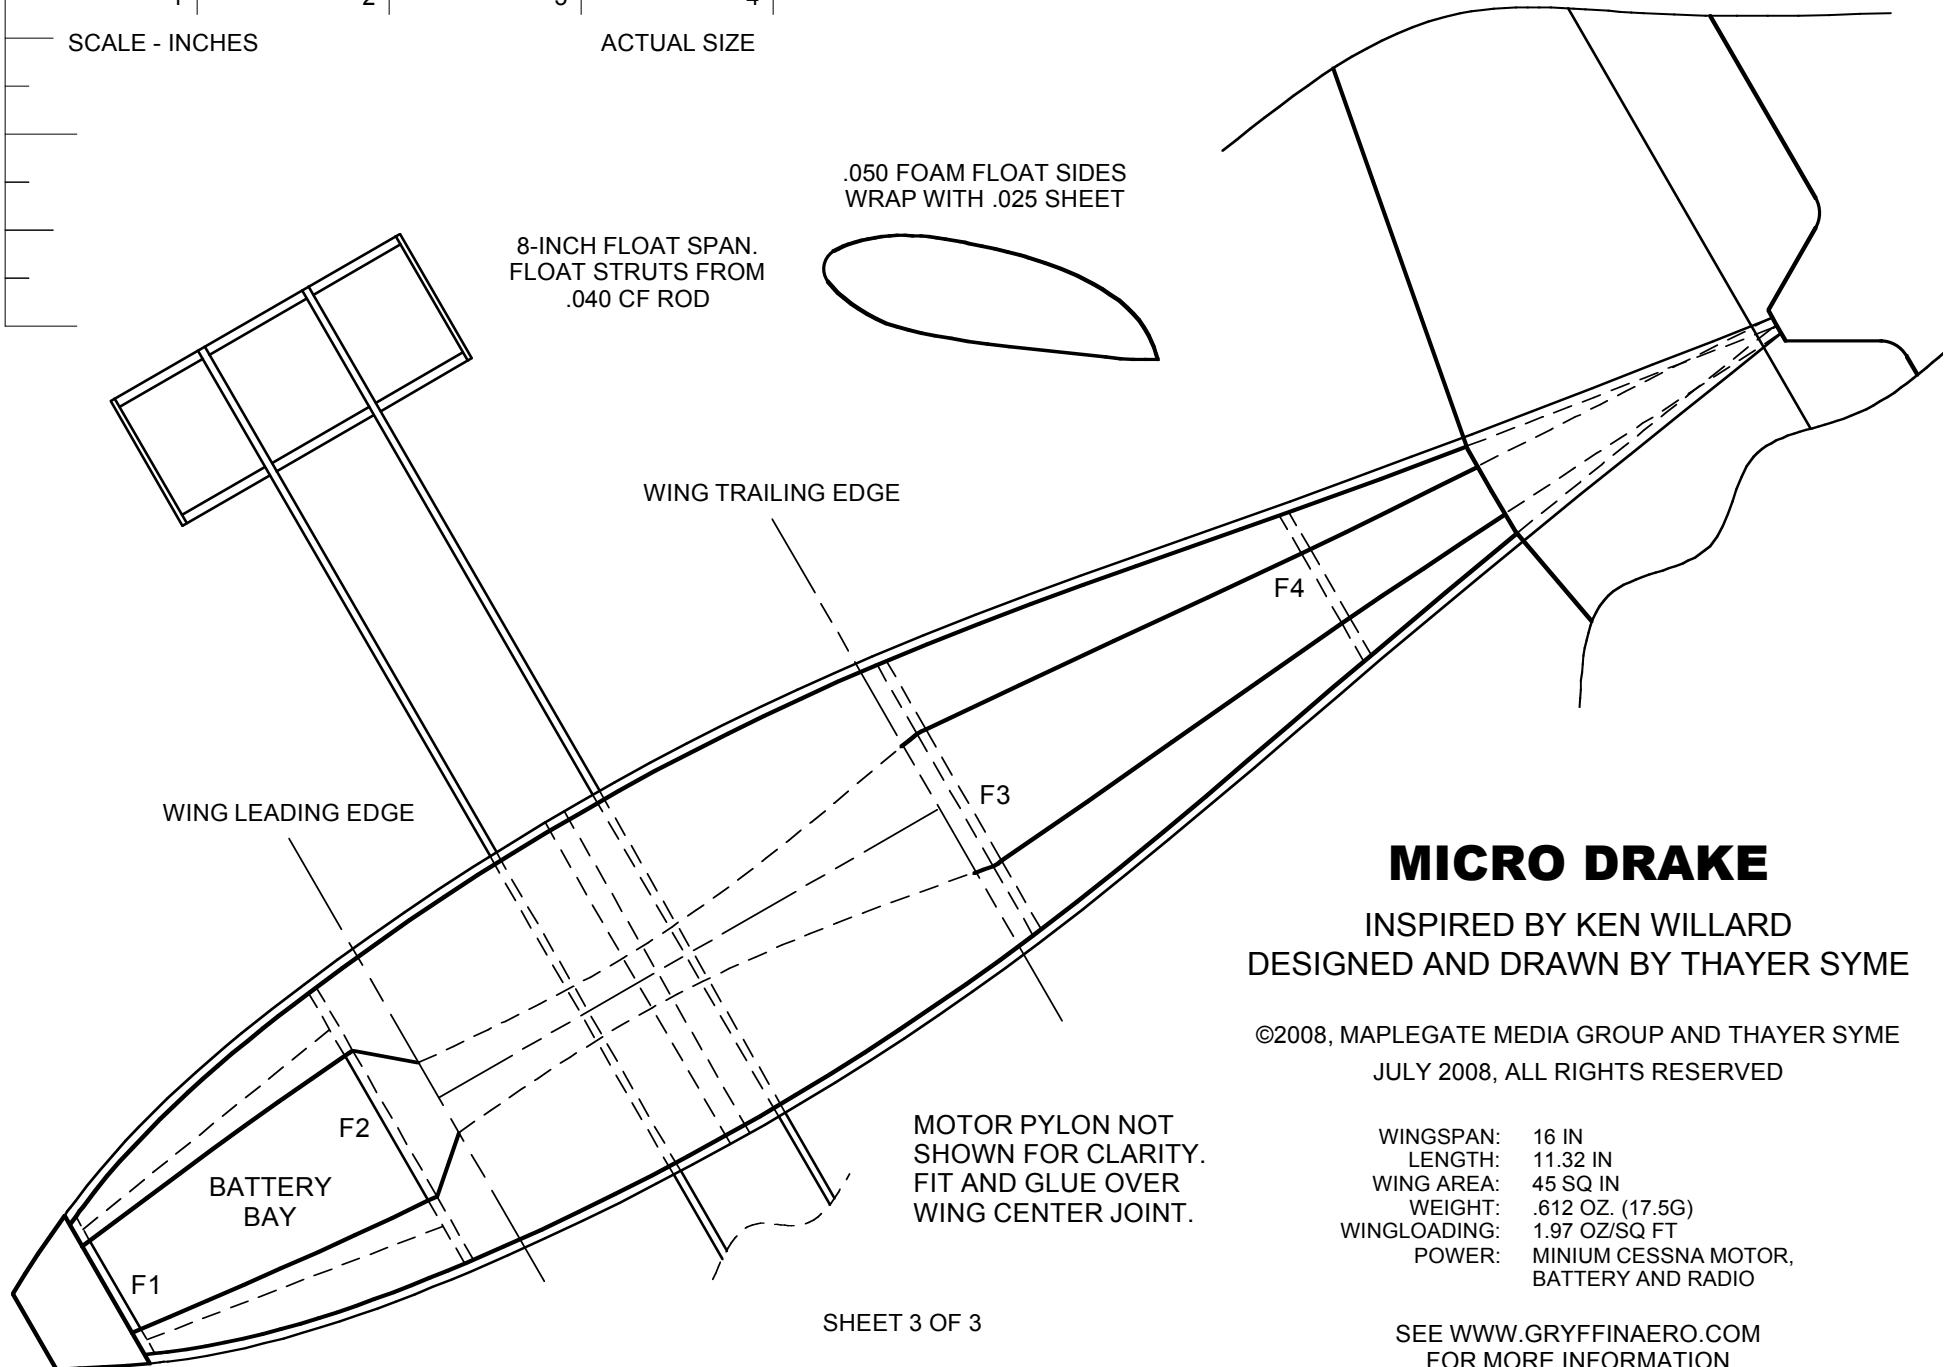 1 2 3 4
SCALE - INCHES
ACTUAL SIZE
.050 FOAM FLOAT SIDES
WRAP WITH .025 SHEET
8-INCH FLOAT SPAN.
FLOAT STRUTS FROM
.040 CF ROD
WING TRAILING EDGE
F4
F3
WING LEADING EDGE
F2
BATTERY
BAY
F1
MOTOR PYLON NOT
SHOWN FOR CLARITY.
FIT AND GLUE OVER
WING CENTER JOINT.
SHEET 3 OF 3
MICRO DRAKE
INSPIRED BY KEN WILLARD
DESIGNED AND DRAWN BY THAYER SYME
©2008, MAPLEGATE MEDIA GROUP AND THAYER SYME
JULY 2008, ALL RIGHTS RESERVED
WINGSPAN: 16 IN
LENGTH: 11.32 IN
WING AREA: 45 SQ IN
WEIGHT: .612 OZ. (17.5G)
WINGLOADING: 1.97 OZ/SQ FT
POWER: MINIUM CESSNA MOTOR,
BATTERY AND RADIO
SEE WWW.GRYFFINAERO.COM
FOR MORE INFORMATION